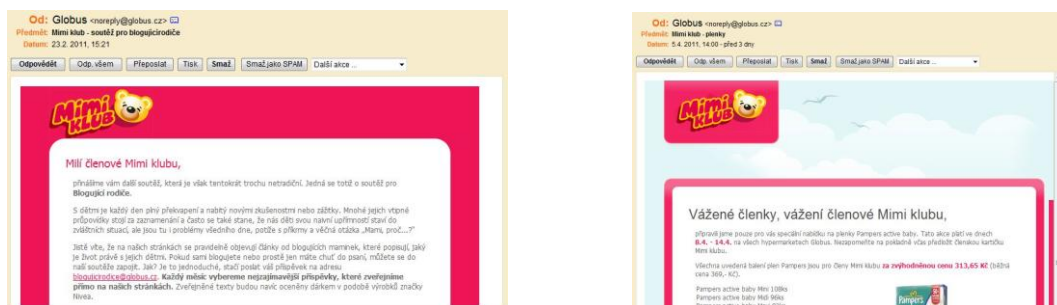 Od: Globus <noreply@globus.cz>
Předmět: Mimi klub - soutěž pro blogujícírodiče
Datum: 23.2. 2011, 15:21
Odpovědět Odp. všem Přeposlat Tisk Smaž Smaž jako SPAM Další akce ...
Mimi KLUB
Milí členové Mimi klubu,
přinášíme vám další soutěž, která je však tentokrát trochu netradiční. Jedná se totiž o soutěž pro
Blogující rodiče.
S dětmi je každý den plný překvapení a nabitý novými zkušenostmi nebo zážitky. Mnohé jejich vtipné
průpovídky stojí za zaznamenání a často se také stane, že nás děti svou naivní upřímností staví do
zvláštních situací, ale jsou tu i problémy všedního dne, potíže s příkrmy a věčná otázka „Mami, proč...?"
Jistě víte, že na našich stránkách se pravidelně objevují články od blogujících maminek, které popisují, jaký
je život právě s jejich dětmi. Pokud sami blogujete nebo prostě jen máte chuť do psaní, můžete se do
naší soutěže zapojit. Jak? Je to jednoduché, stačí poslat váš příspěvek na adresu
blogujicirodice@globus.cz. Každý měsíc vybereme nejzajímavější příspěvky, které zveřejníme
přímo na našich stránkách. Zveřejněné texty budou navíc oceněny dárkem v podobě výrobků značky
Nivea.
Od: Globus <noreply@globus.cz>
Předmět: Mimi klub - plenky
Datum: 5.4. 2011, 14:00 - před 3 dny
Odpovědět Odp. všem Přeposlat Tisk Smaž Smaž jako SPAM Další akce ...
Mimi KLUB
Vážené členky, vážení členové Mimi klubu,
připravili jsme pouze pro vás speciální nabídku na plenky Pampers active baby. Tato akce platí ve dnech
8.4. - 14.4. na všech hypermarketech Globus. Nezapomeňte na pokladně včas předložit členskou kartičku
Mimi klubu.
Všechna uvedená balení plen Pampers jsou pro členy Mimi klubu za zvýhodněnou cenu 313,65 Kč (běžná
cena 369,- Kč).
Pampers active baby Mini 108ks
Pampers active baby Midi 96ks
Pampers